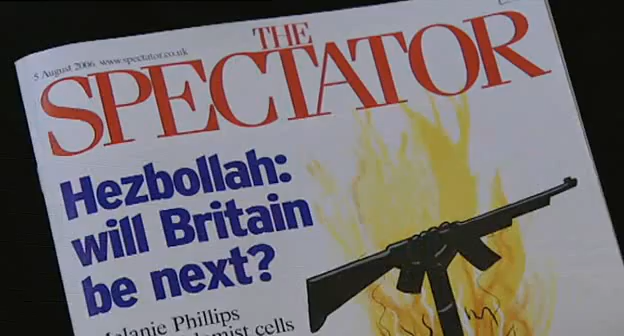 5 August 2006 www.spectator.co.uk
THE
SPECTATOR
Hezbollah:
will Britain
be next?
Melanie Phillips
cells